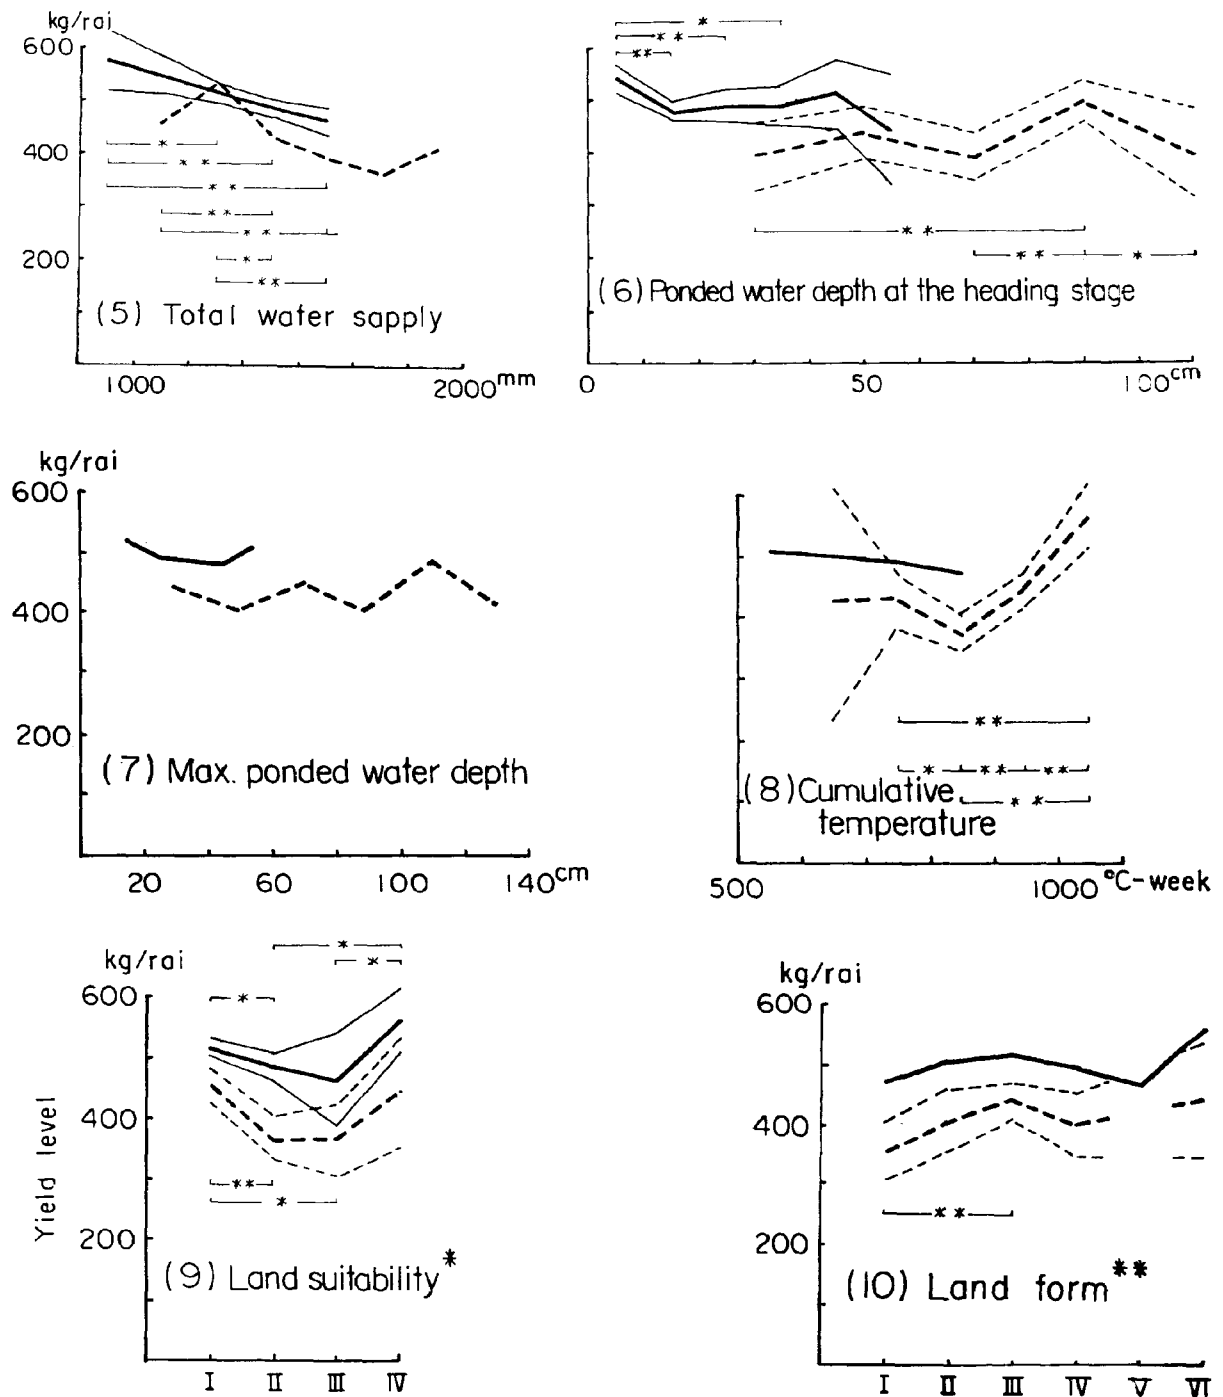 kg/rai
600
400
200
*
* *
* *
* *
* *
*
* *
(5) Total water sapply
1000
2000mm
*
* *
**
* *
* *
*
(6) Ponded water depth at the heading stage
0
50
100cm
kg/rai
600
400
200
(7) Max. ponded water depth
20
60
100
140cm
**
*
**
**
* *
(8) Cumulative
temperature
500
1000 °C-week
kg/rai
600
400
200
Yield level
*
*
*
**
*
(9) Land suitability*
I
II
III
IV
kg/rai
600
400
200
**
(10) Land form**
I
II
III
IV
V
VI